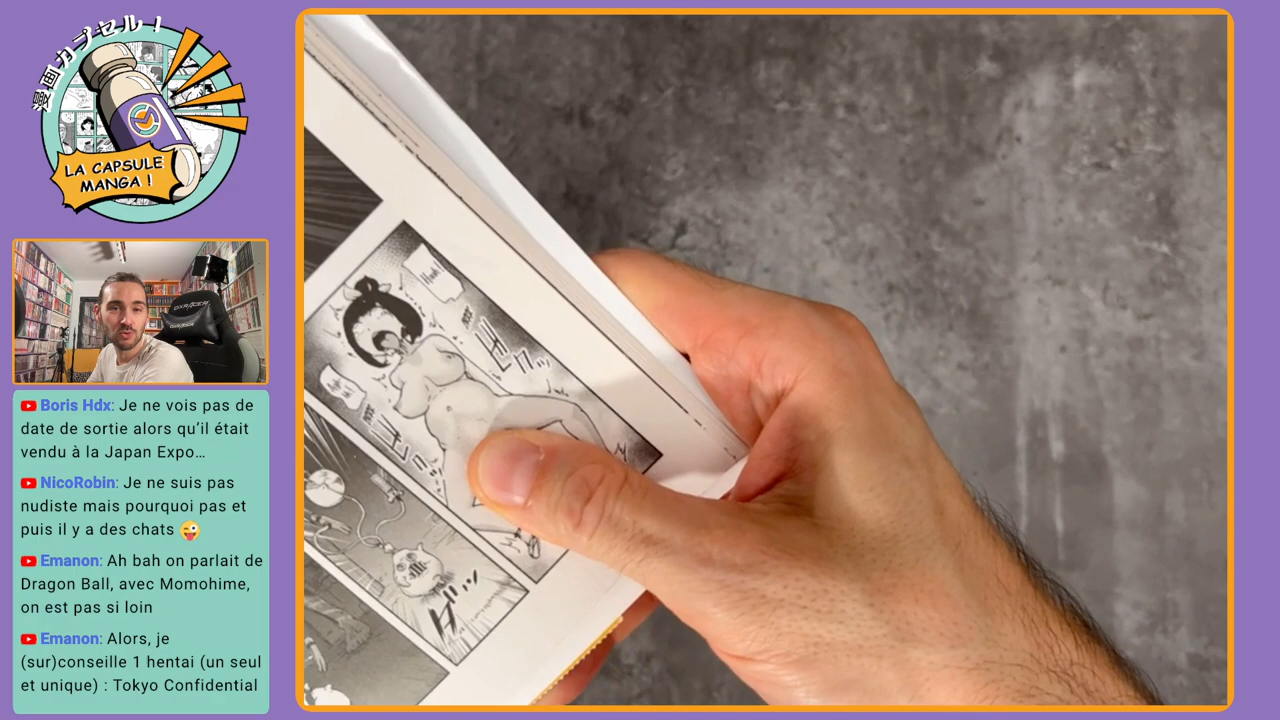 漫画カプセル!
LA CAPSULE
MANGA !
Boris Hdx: Je ne vois pas de
date de sortie alors qu’il était
vendu à la Japan Expo…
NicoRobin: Je ne suis pas
nudiste mais pourquoi pas et
puis il y a des chats 😜
Emanon: Ah bah on parlait de
Dragon Ball, avec Momohime,
on est pas si loin
Emanon: Alors, je
(sur)conseille 1 hentai (un seul
et unique) : Tokyo Confidential